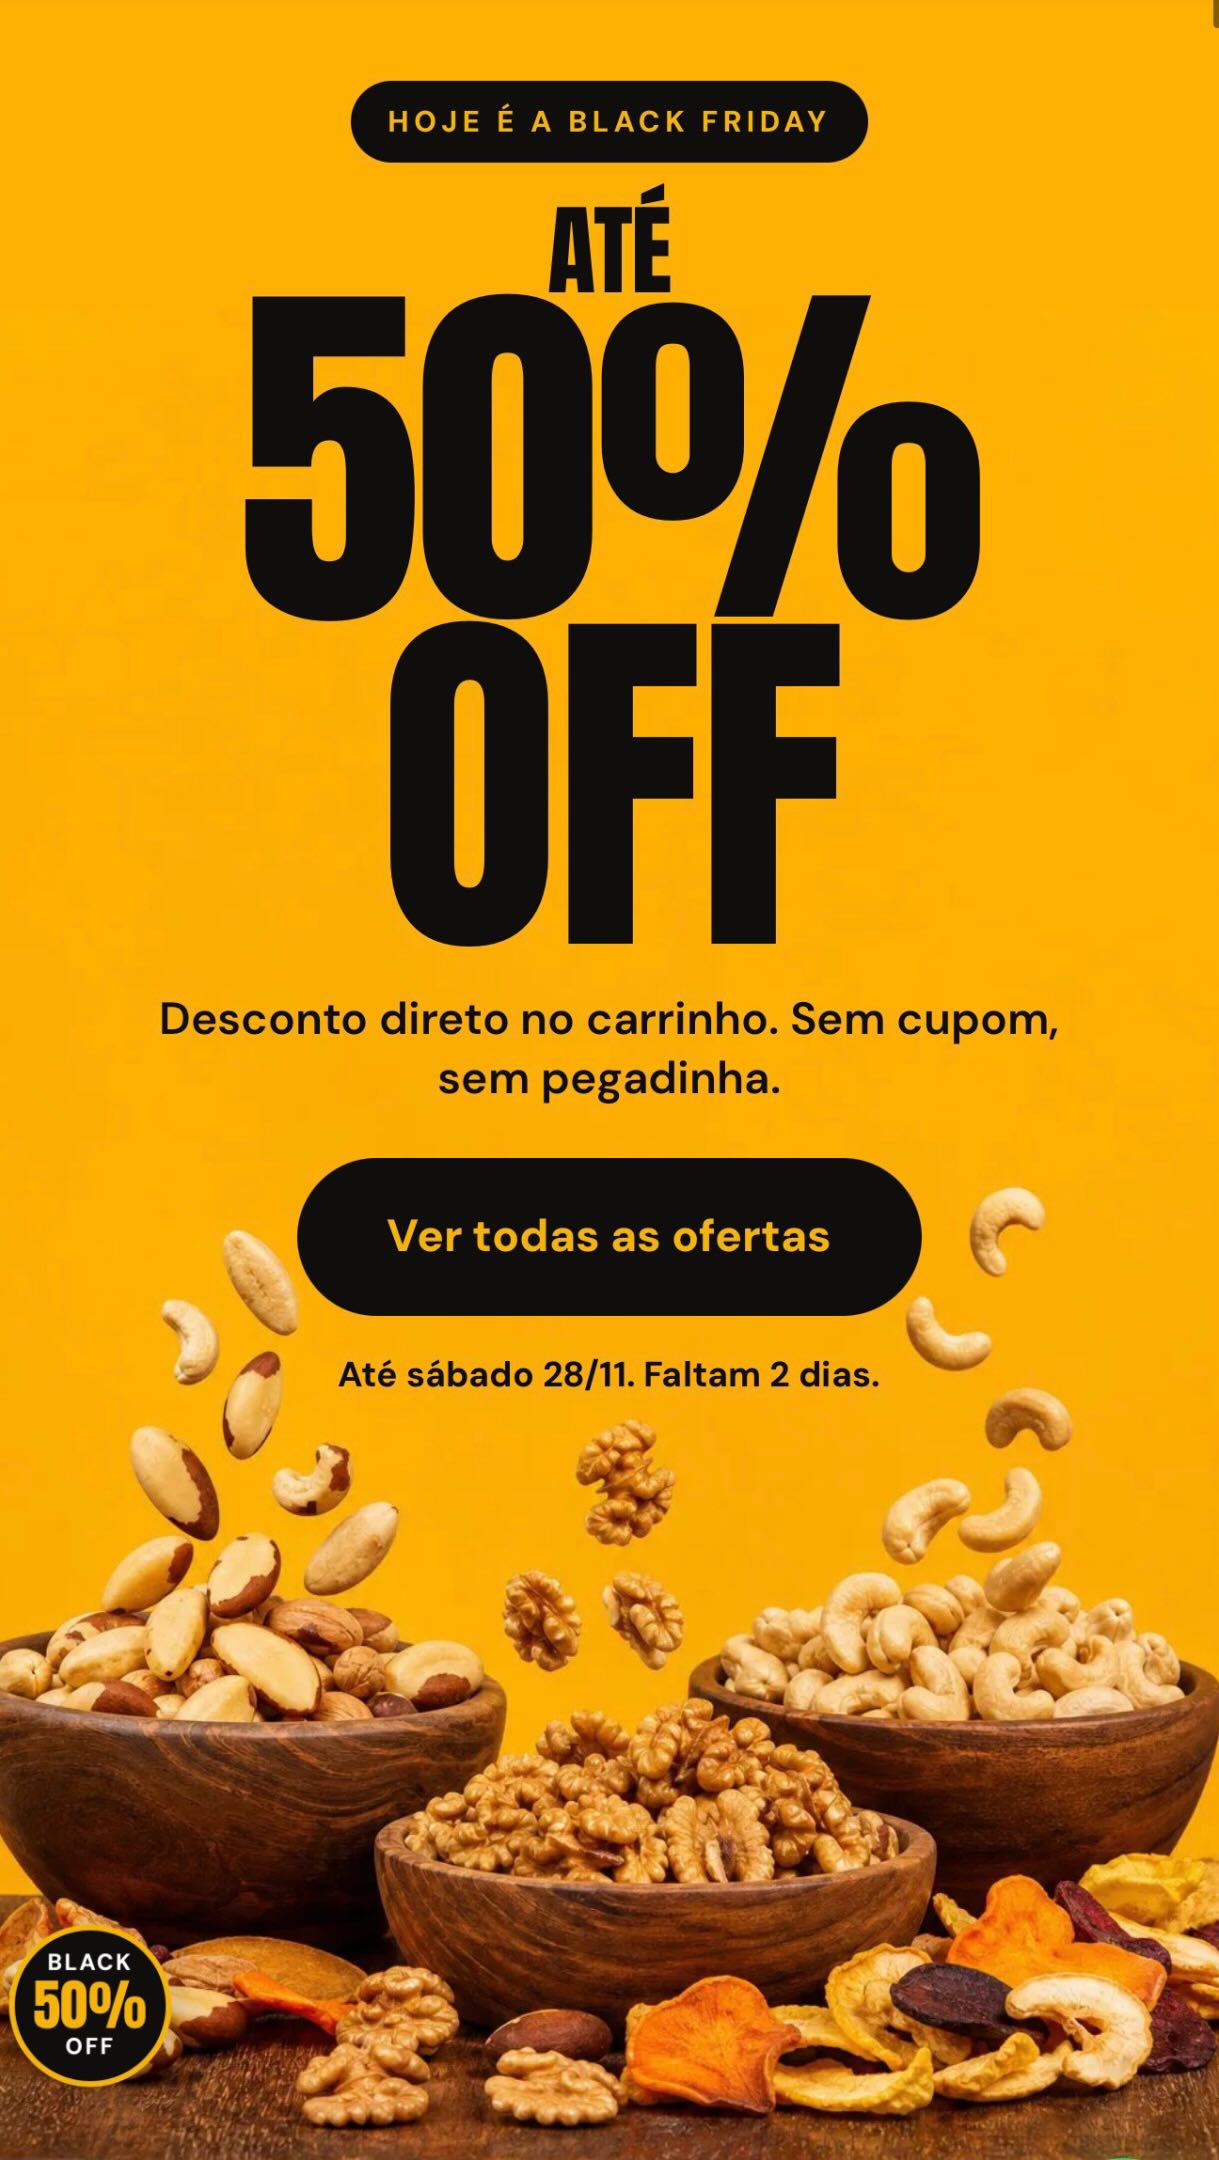 HOJE É A BLACK FRIDAY
ATÉ
50%
OFF
Desconto direto no carrinho. Sem cupom,
sem pegadinha.
Ver todas as ofertas
Até sábado 28/11. Faltam 2 dias.
BLACK
50%
OFF